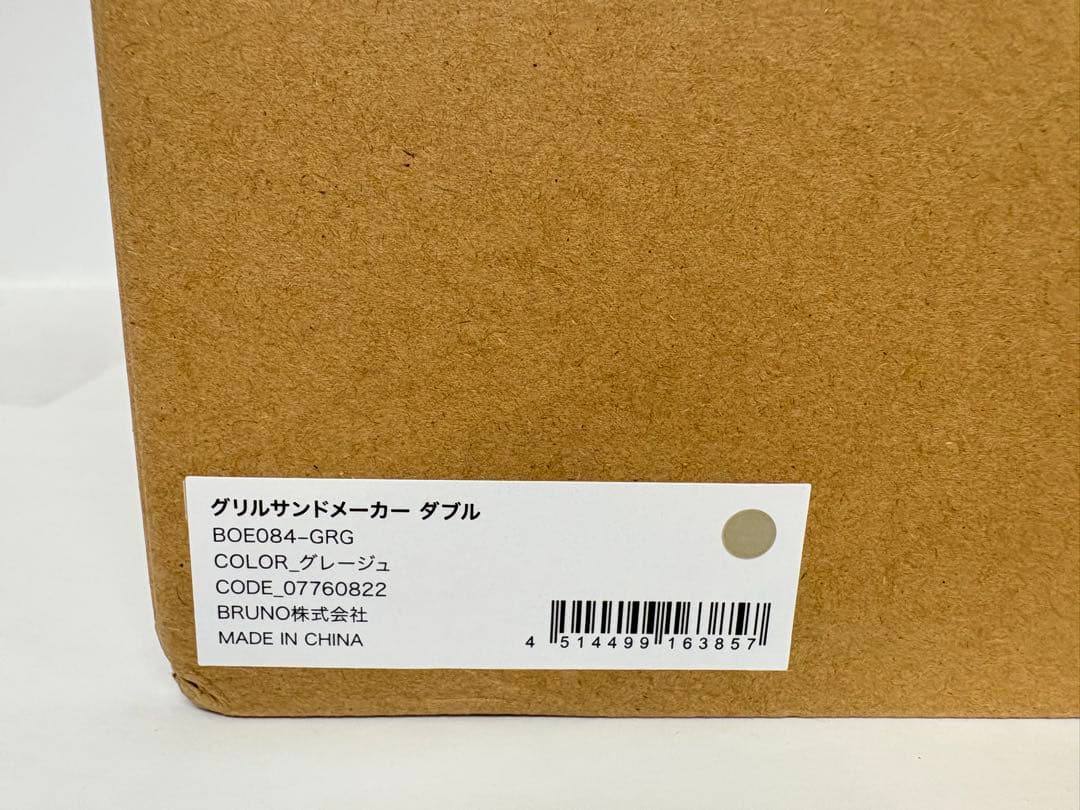 グリルサンドメーカー ダブル
BOE084-GRG
COLOR_グレージュ
CODE_07760822
BRUNO株式会社
MADE IN CHINA
4 514499 163857